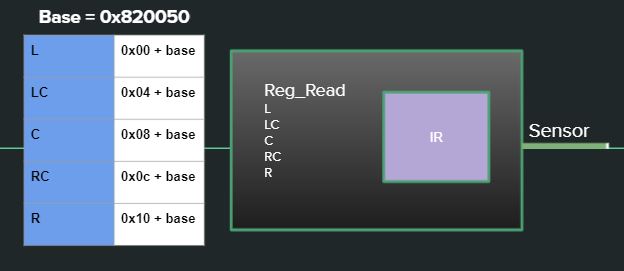 Base = 0x820050
L 0x00 + base
LC 0x04 + base
C 0x08 + base
RC 0x0c + base
R 0x10 + base
Reg_Read
L
LC
C
RC
R
IR
Sensor